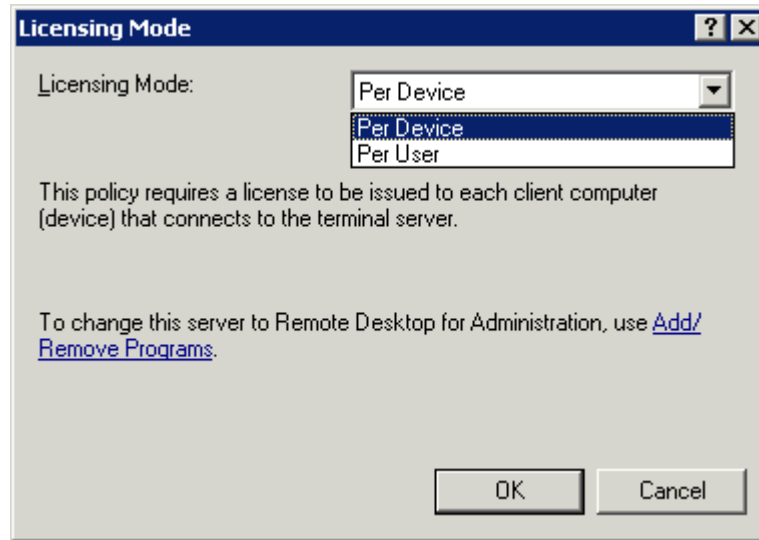 Licensing Mode
Licensing Mode:
Per Device
Per Device
Per User
This policy requires a license to be issued to each client computer
(device) that connects to the terminal server.
To change this server to Remote Desktop for Administration, use Add/
Remove Programs.
OK
Cancel